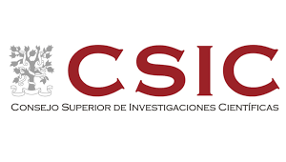 CSIC
CONSEJO SUPERIOR DE INVESTIGACIONES CIENTÍFICAS